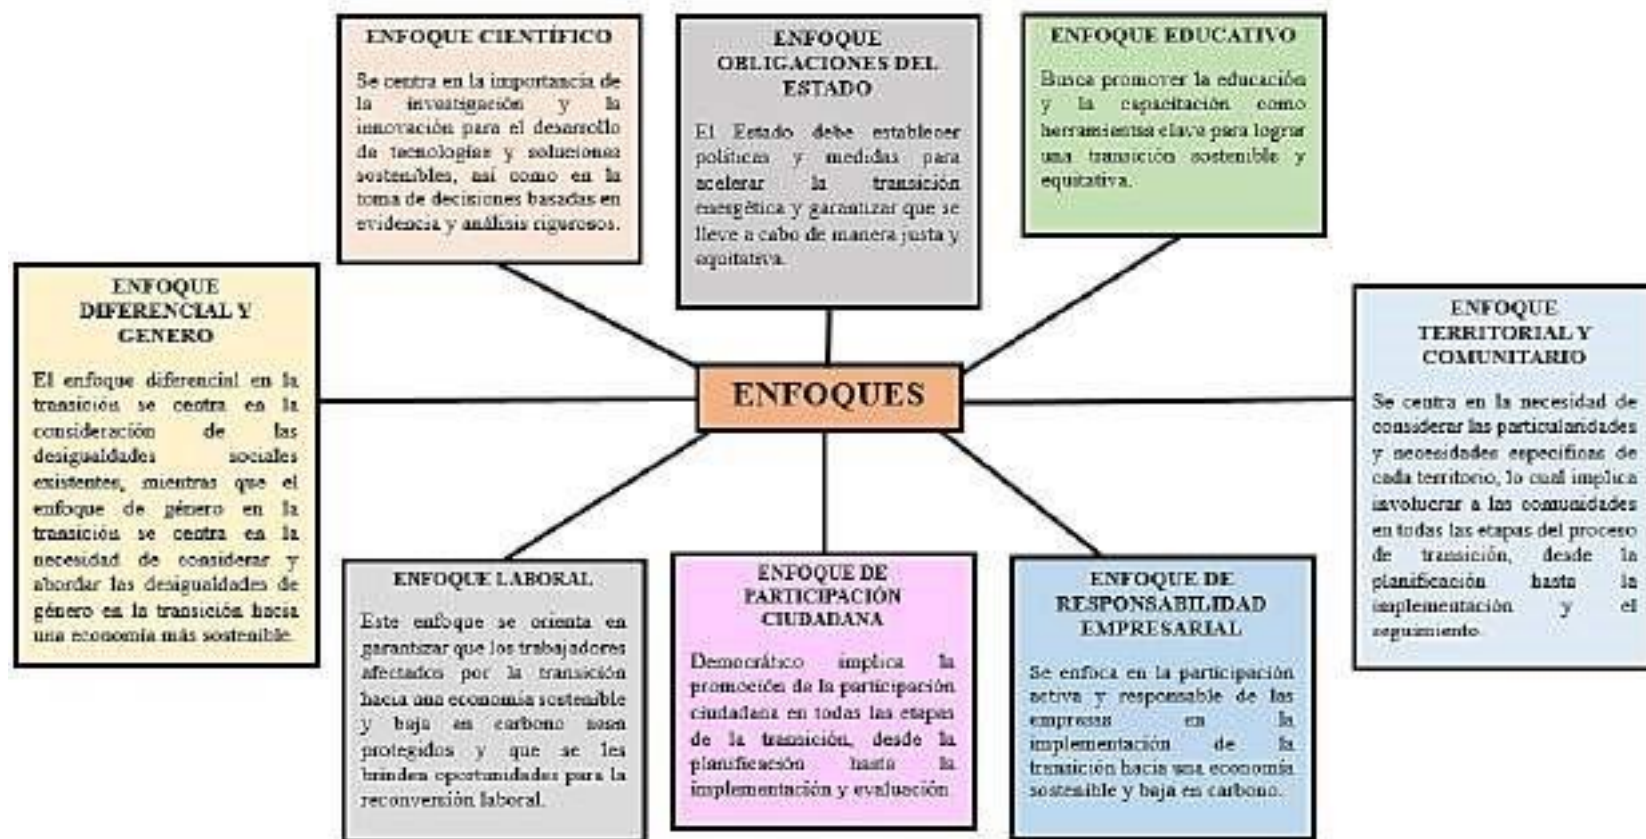 ENFOQUE CIENTÍFICO
Se centra en la importancia de
la investigación y la
innovación para el desarrollo
de tecnologías y soluciones
sostenibles, así como en la
toma de decisiones basadas en
evidencia y análisis rigurosos.
ENFOQUE
OBLIGACIONES DEL
ESTADO
El Estado debe establecer
políticas y medidas para
acelerar la transición
energética y garantizar que se
lleve a cabo de manera justa y
equitativa.
ENFOQUE EDUCATIVO
Busca promover la educación
y la capacitación como
herramientas clave para lograr
una transición sostenible y
equitativa.
ENFOQUE
DIFERENCIAL Y
GENERO
El enfoque diferencial en la
transición se centra en la
consideración de las
desigualdades sociales
existentes, mientras que el
enfoque de género en la
transición se centra en la
necesidad de considerar y
abordar las desigualdades de
género en la transición hacia
una economía más sostenible.
ENFOQUES
ENFOQUE
TERRITORIAL Y
COMUNITARIO
Se centra en la necesidad de
considerar las particularidades
y necesidades específicas de
cada territorio, lo cual implica
involucrar a las comunidades
en todas las etapas del proceso
de transición, desde la
planificación hasta la
implementación y el
seguimiento.
ENFOQUE LABORAL
Este enfoque se orienta en
garantizar que los trabajadores
afectados por la transición
hacia una economía sostenible
y baja en carbono sean
protegidos y que se les
brinden oportunidades para la
reconversión laboral.
ENFOQUE DE
PARTICIPACIÓN
CIUDADANA
Democrático implica la
promoción de la participación
ciudadana en todas las etapas
de la transición, desde la
planificación hasta la
implementación y evaluación.
ENFOQUE DE
RESPONSABILIDAD
EMPRESARIAL
Se enfoca en la participación
activa y responsable de las
empresas en la
implementación de la
transición hacia una economía
sostenible y baja en carbono.